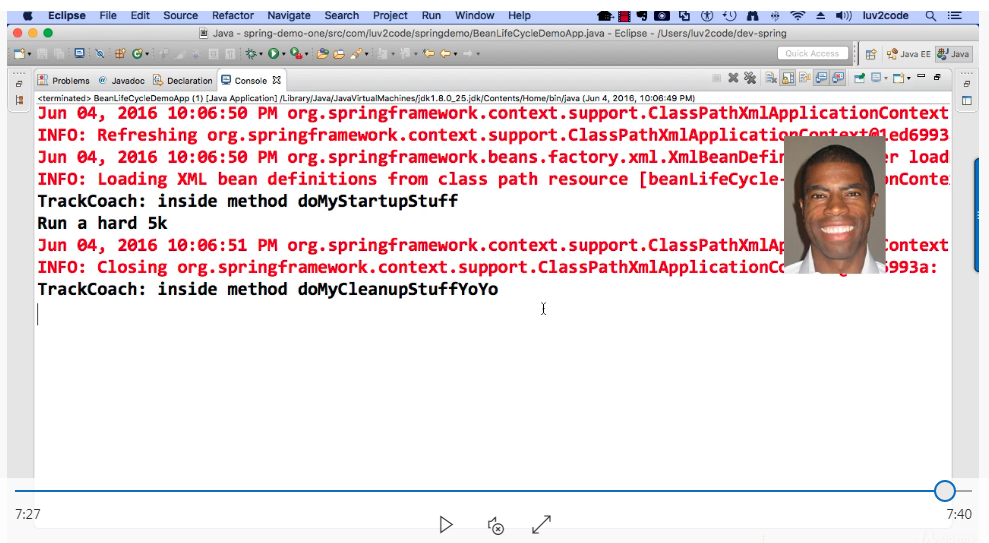 Eclipse File Edit Source Refactor Navigate Search Project Run Window Help luv2code
Java - spring-demo-one/src/com/luv2code/springdemo/BeanLifeCycleDemoApp.java - Eclipse - /Users/luv2code/dev-spring
Quick Access Java EE Java
Problems Javadoc Declaration Console
<terminated> BeanLifeCycleDemoApp (1) [Java Application] /Library/Java/JavaVirtualMachines/jdk1.8.0_25.jdk/Contents/Home/bin/java (Jun 4, 2016, 10:06:49 PM)
Jun 04, 2016 10:06:50 PM org.springframework.context.support.ClassPathXmlApplicationContext
INFO: Refreshing org.springframework.context.support.ClassPathXmlApplicationContext@1ed6993
Jun 04, 2016 10:06:50 PM org.springframework.beans.factory.xml.XmlBeanDefin r load
INFO: Loading XML bean definitions from class path resource [beanLifeCycle- onConte
TrackCoach: inside method doMyStartupStuff
Run a hard 5k
Jun 04, 2016 10:06:51 PM org.springframework.context.support.ClassPathXmlAp ontext
INFO: Closing org.springframework.context.support.ClassPathXmlApplicationCo 993a:
TrackCoach: inside method doMyCleanupStuffYoYo
7:27 7:40